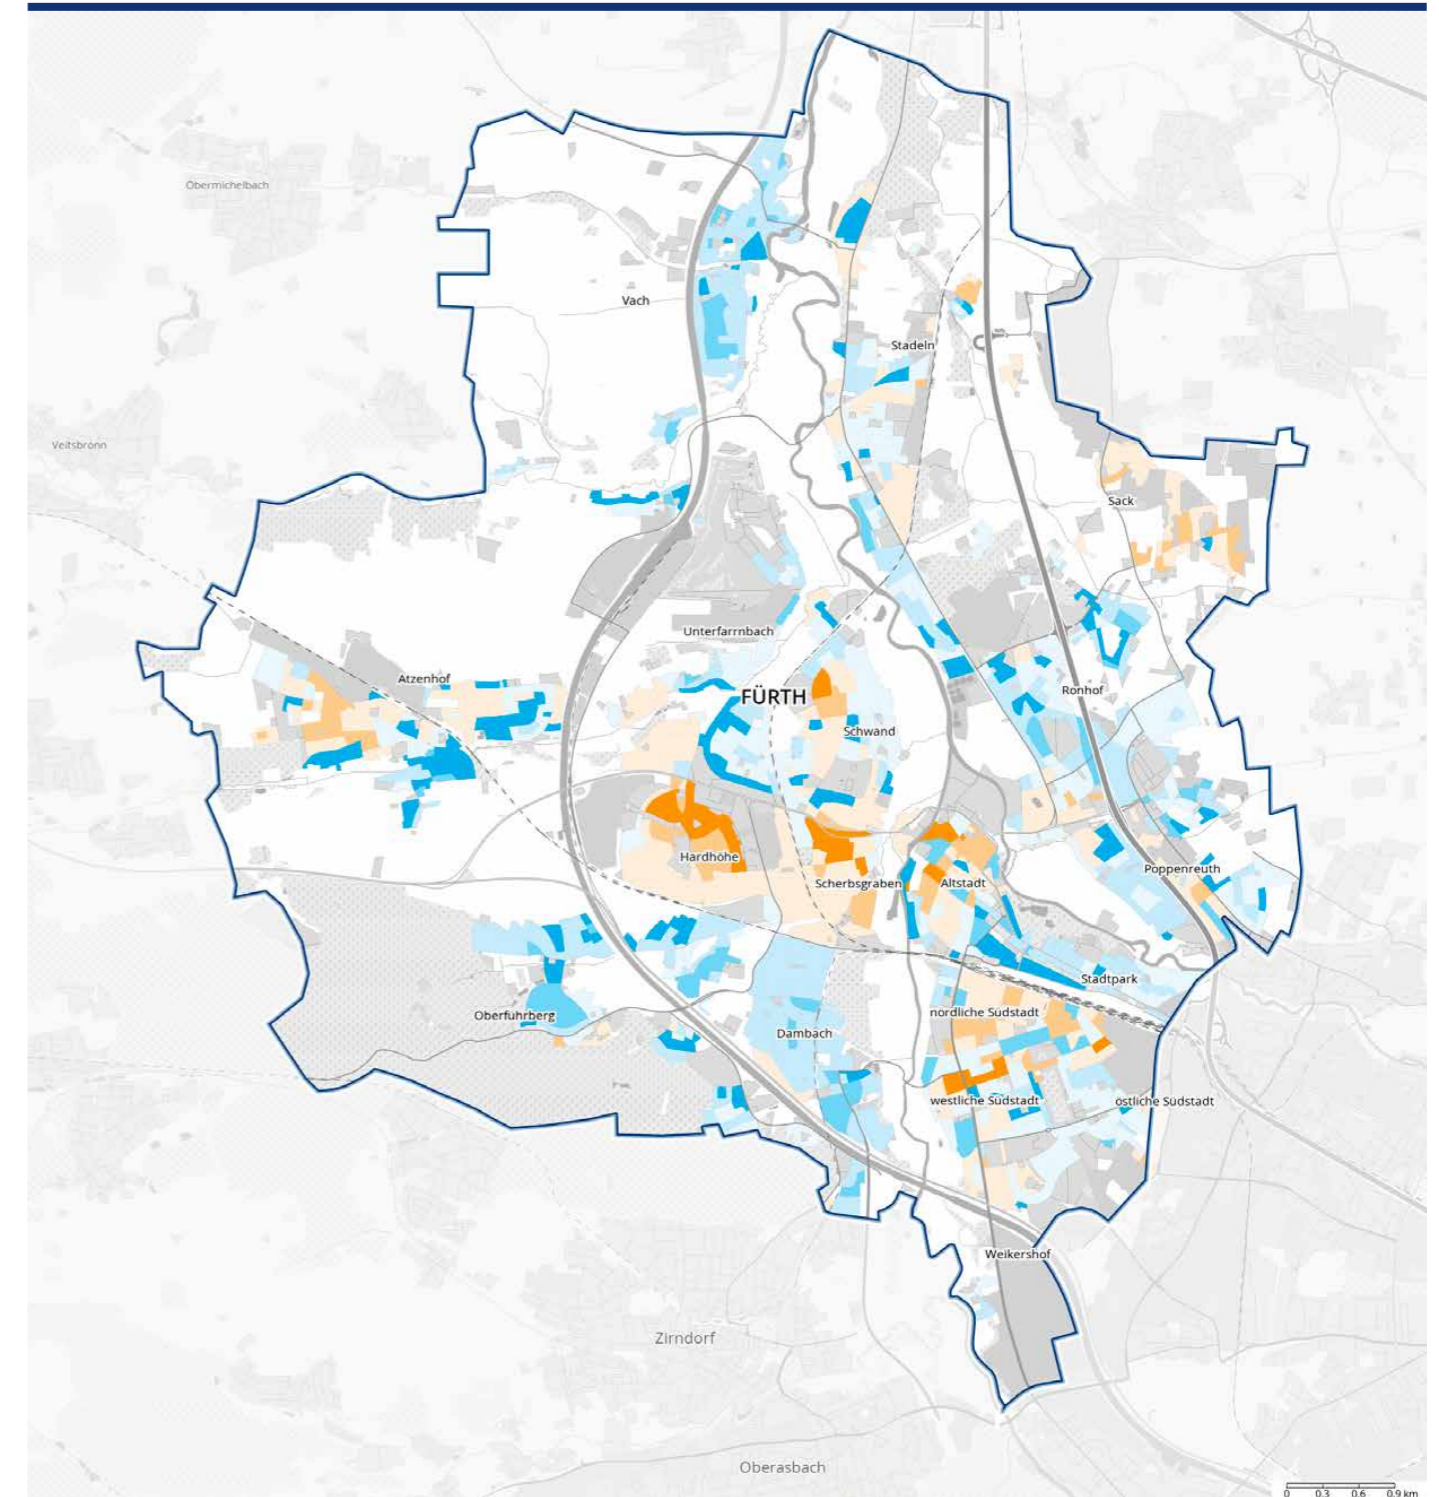 Obermichelbach
Vach
Stadeln
Veitsbronn
Sack
Unterfarrnbach
Atzenhof
FÜRTH
Ronhof
Schwand
Hardhöhe
Poppenreuth
Scherbsgraben
Altstadt
Stadtpark
Oberfuhrberg
nördliche Südstadt
Dambach
westliche Südstadt
östliche Südstadt
Weikershof
Zirndorf
Oberasbach
0 0.3 0.6 0.9 km